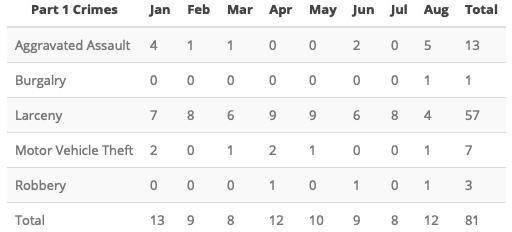 Part 1 Crimes Jan Feb Mar Apr May Jun Jul Aug Total
Aggravated Assault 4 1 1 0 0 2 0 5 13
Burgalry 0 0 0 0 0 0 0 1 1
Larceny 7 8 6 9 9 6 8 4 57
Motor Vehicle Theft 2 0 1 2 1 0 0 1 7
Robbery 0 0 0 1 0 1 0 1 3
Total 13 9 8 12 10 9 8 12 81